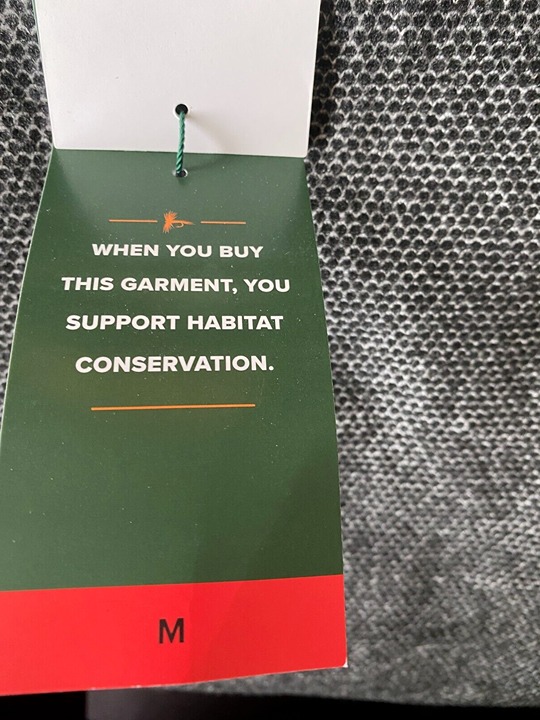 WHEN YOU BUY
THIS GARMENT, YOU
SUPPORT HABITAT
CONSERVATION.
M